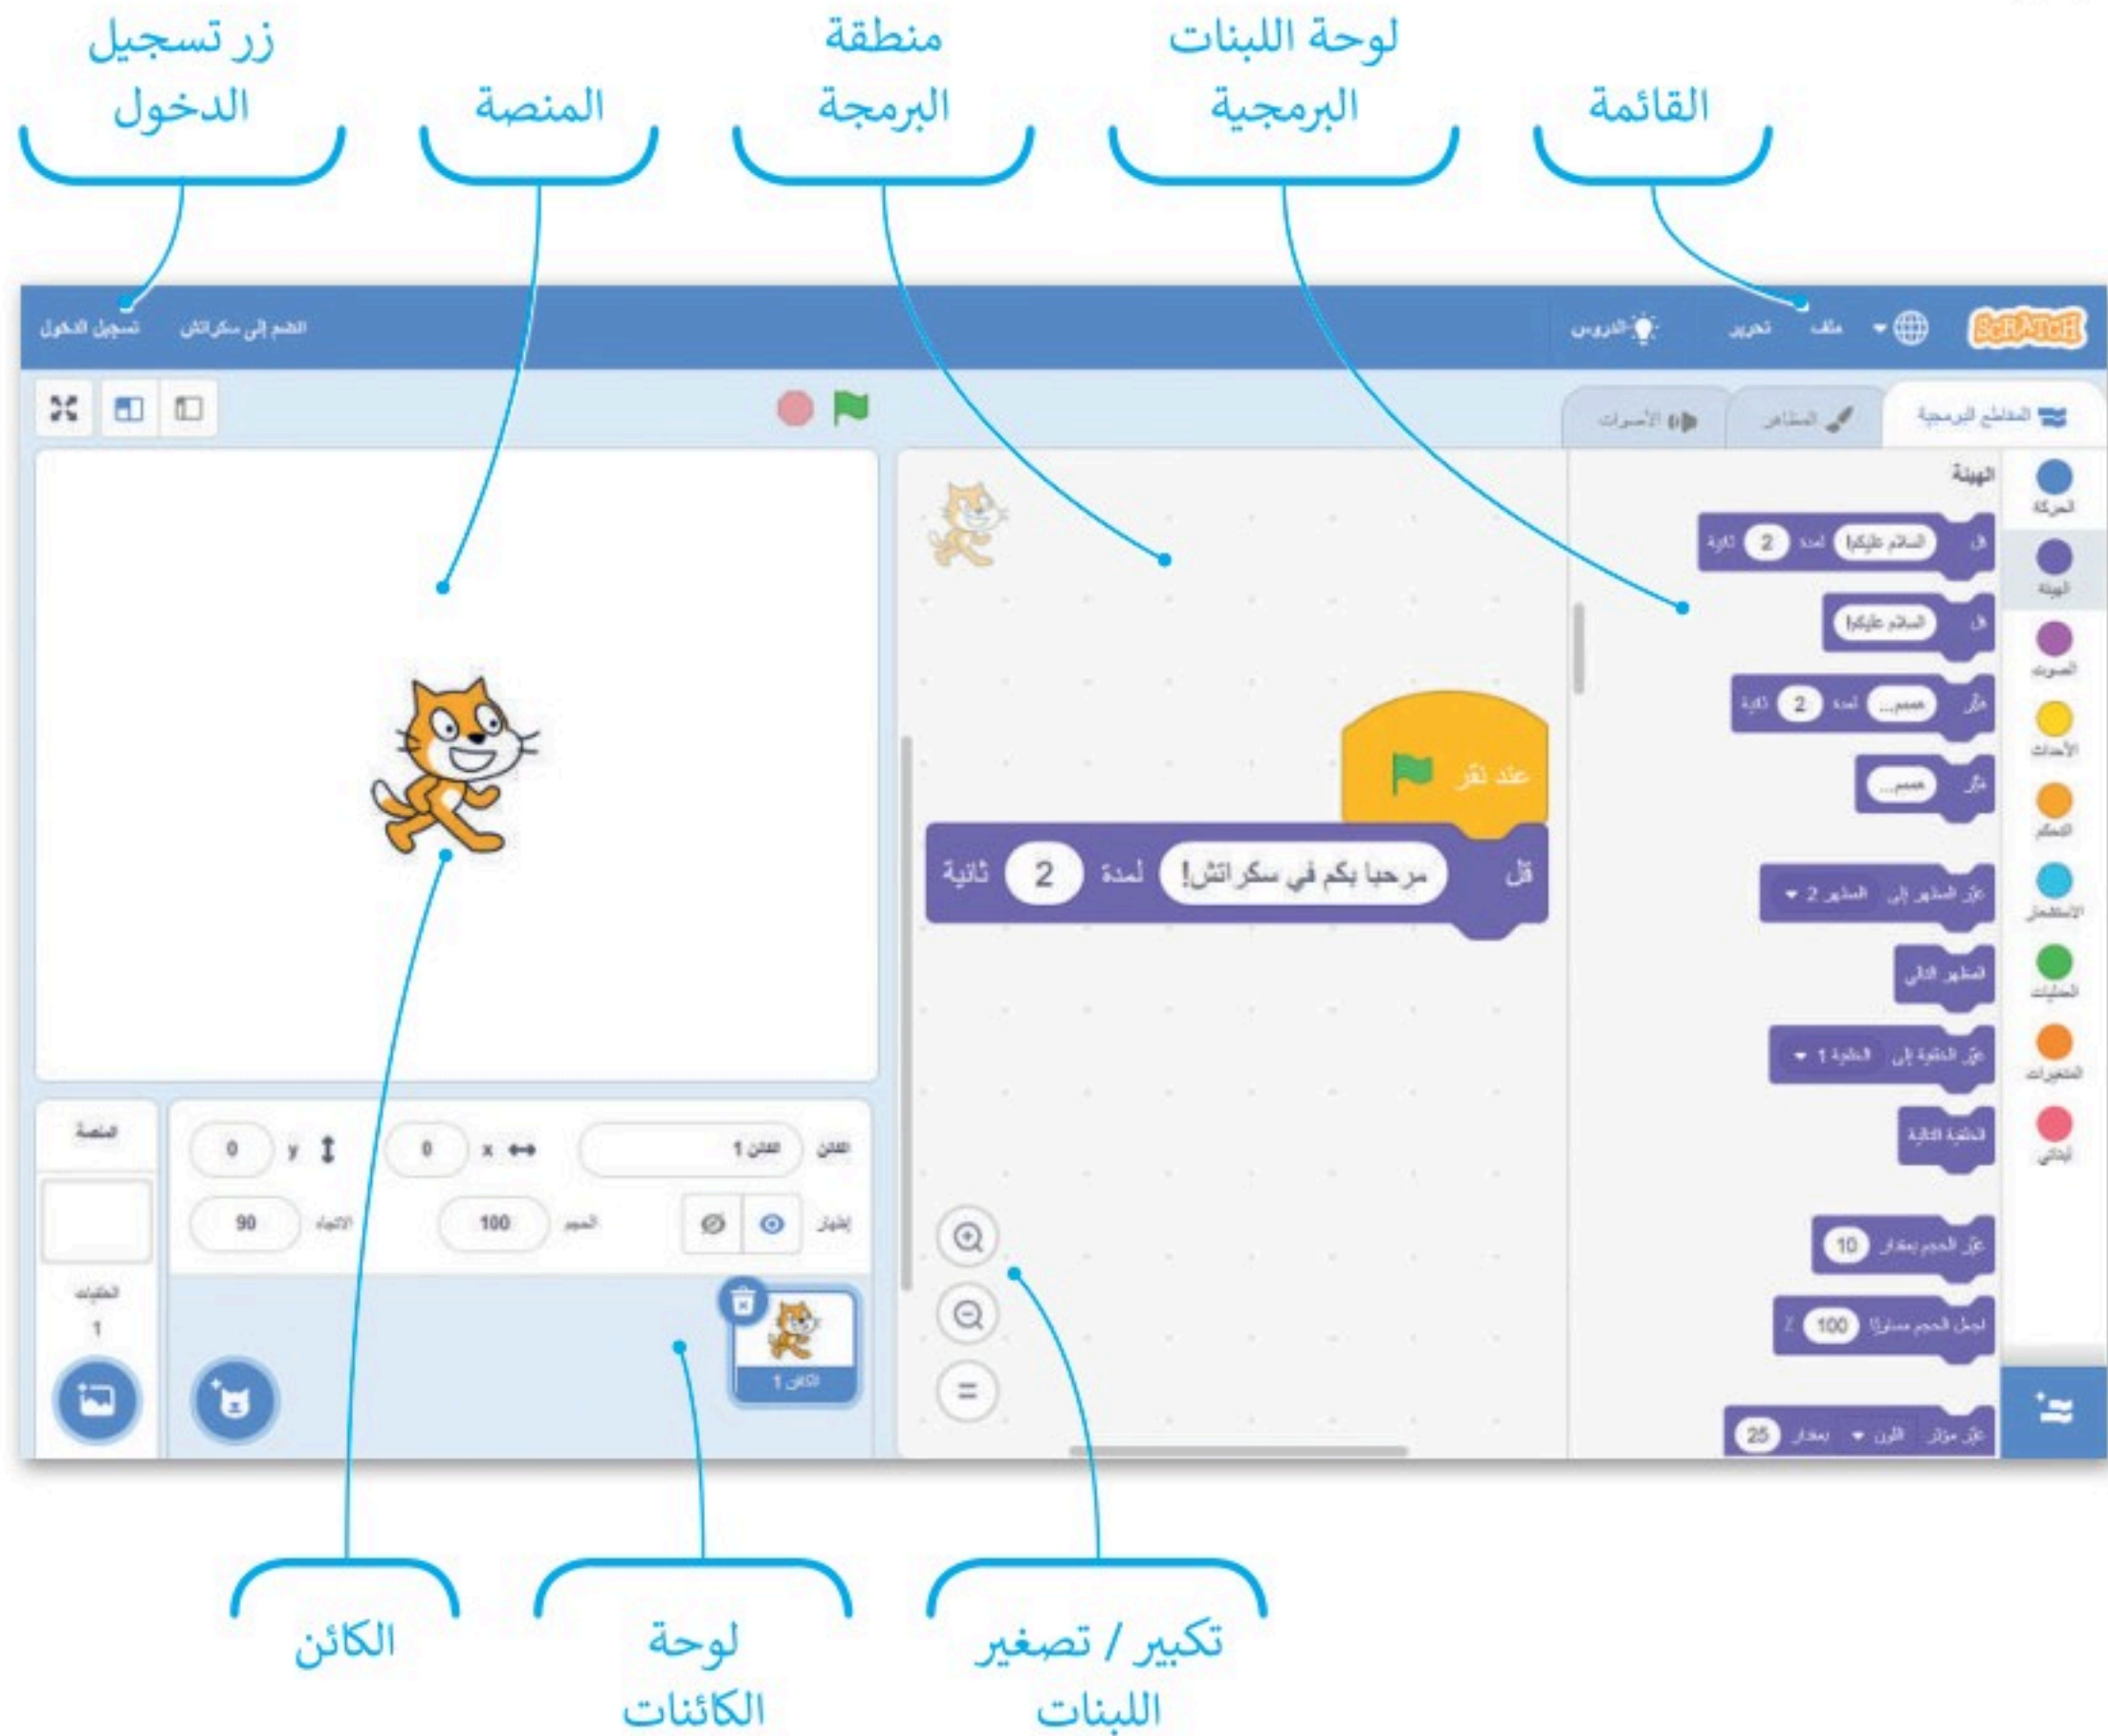 زر تسجيل
الدخول
المنصة
منطقة
البرمجة
لوحة اللبنات
البرمجية
القائمة
SCRATCH
ملف
تحرير
الدروس
انضم إلى سكراتش
تسجيل الدخول
المقاطع البرمجية
المظاهر
الأصوات
الحركة
الهيئة
الصوت
الأحداث
التحكم
الاستشعار
العمليات
المتغيرات
لبناتي
الهيئة
قل السلام عليكم! لمدة 2 ثانية
قل السلام عليكم!
فكّر همممم... لمدة 2 ثانية
فكّر همممم...
غيّر المظهر إلى المظهر 2
المظهر التالي
غيّر الخلفية إلى الخلفية 1
الخلفية التالية
غيّر الحجم بمقدار 10
اجعل الحجم مساويًا 100 %
غيّر مؤثر اللون بمقدار 25
عند نقر
قل مرحبا بكم في سكراتش! لمدة 2 ثانية
الكائن الكائن 1 x 0 y 0
إظهار الحجم 100 الاتجاه 90
الكائن 1
المنصة
الخلفيات
1
تكبير / تصغير
اللبنات
لوحة
الكائنات
الكائن